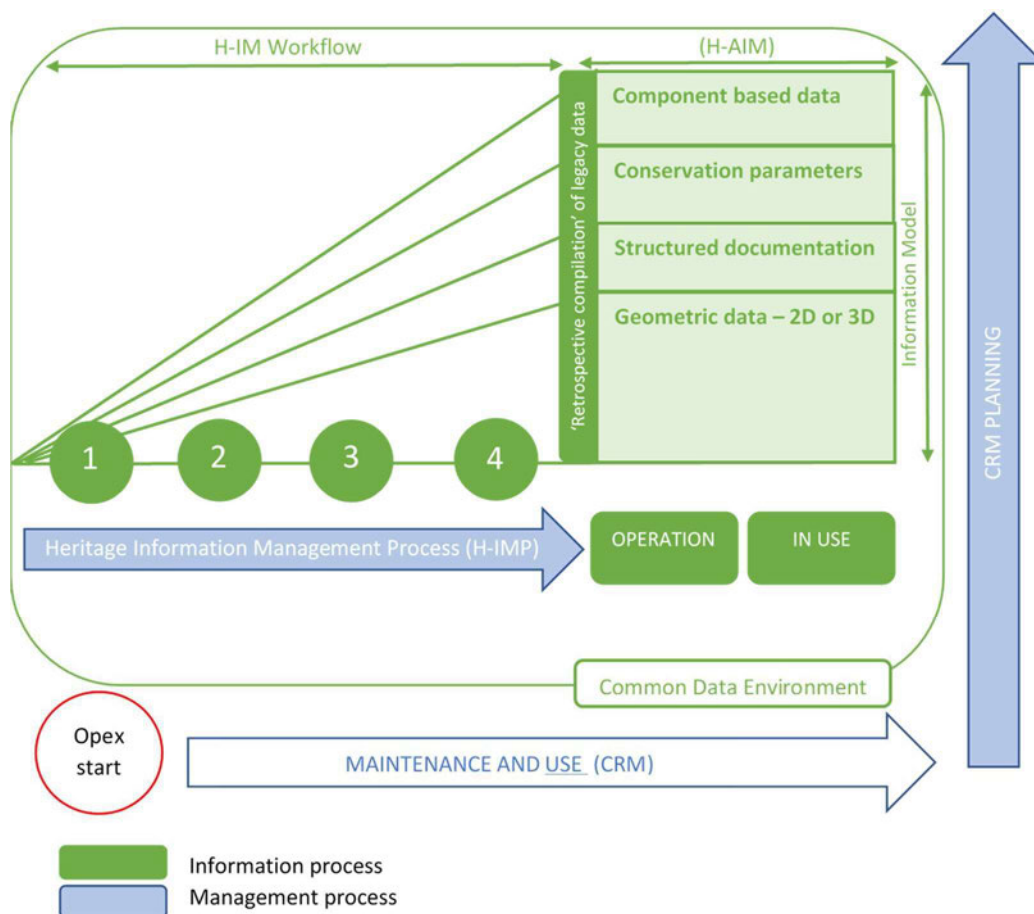 H-IM Workflow
(H-AIM)
'Retrospective compilation' of legacy data
Component based data
Conservation parameters
Structured documentation
Geometric data – 2D or 3D
Information Model
CRM PLANNING
1
2
3
4
Heritage Information Management Process (H-IMP)
OPERATION
IN USE
Common Data Environment
Opex
start
MAINTENANCE AND USE (CRM)
Information process
Management process